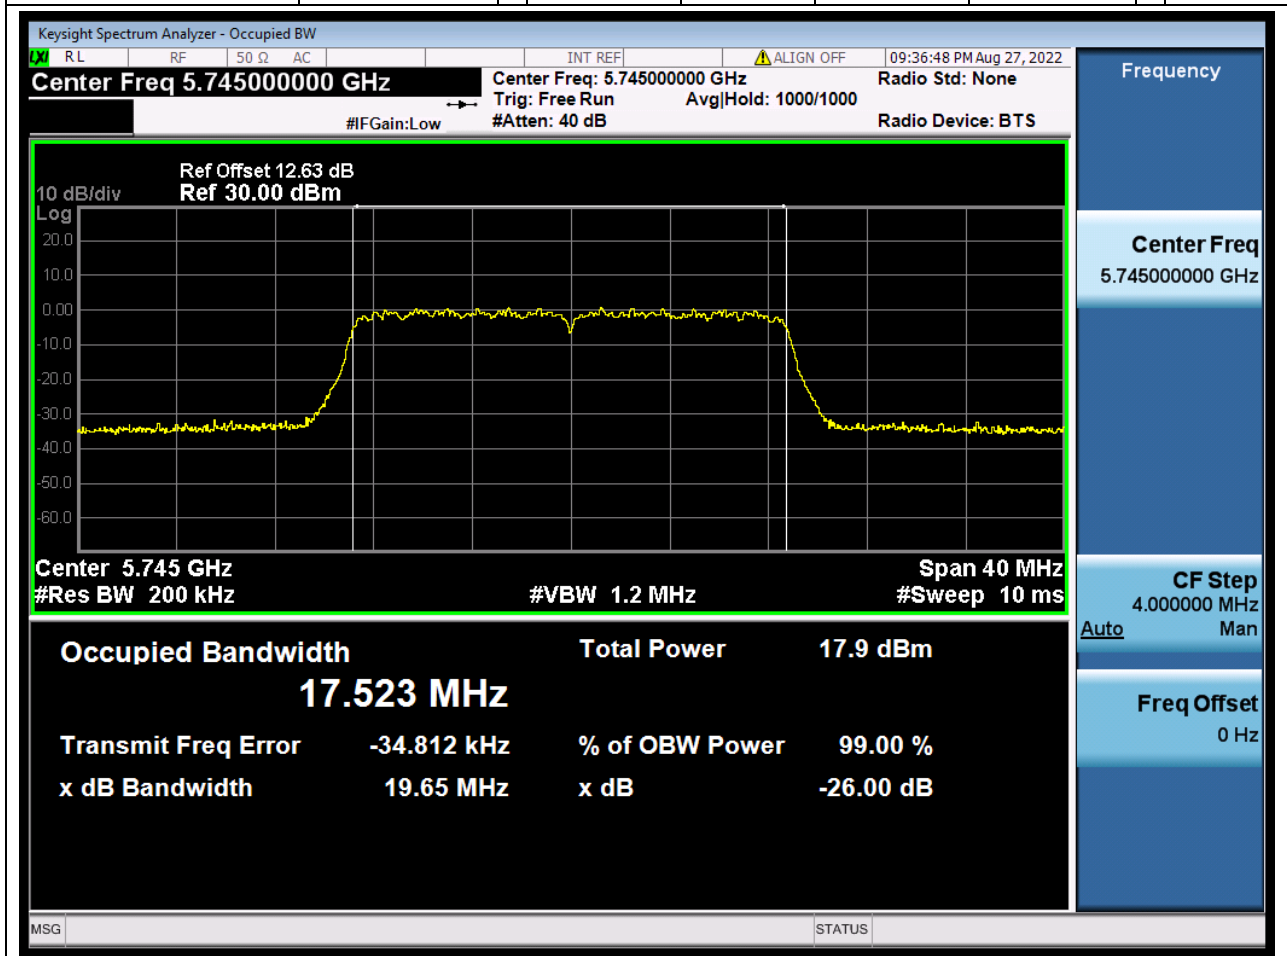 Keysight Spectrum Analyzer - Occupied BW
LXI RL RF 50 Ω AC INT REF ALIGN OFF 09:36:48 PM Aug 27, 2022
Center Freq 5.745000000 GHz
Center Freq: 5.745000000 GHz
Radio Std: None
Trig: Free Run Avg|Hold: 1000/1000
#IFGain:Low
#Atten: 40 dB
Radio Device: BTS
Ref Offset 12.63 dB
10 dB/div Ref 30.00 dBm
Log
20.0
10.0
0.00
-10.0
-20.0
-30.0
-40.0
-50.0
-60.0
Center 5.745 GHz Span 40 MHz
#Res BW 200 kHz #VBW 1.2 MHz #Sweep 10 ms
Occupied Bandwidth
17.523 MHz
Total Power 17.9 dBm
Transmit Freq Error -34.812 kHz % of OBW Power 99.00 %
x dB Bandwidth 19.65 MHz x dB -26.00 dB
Frequency
Center Freq
5.745000000 GHz
CF Step
4.000000 MHz
Auto Man
Freq Offset
0 Hz
MSG STATUS